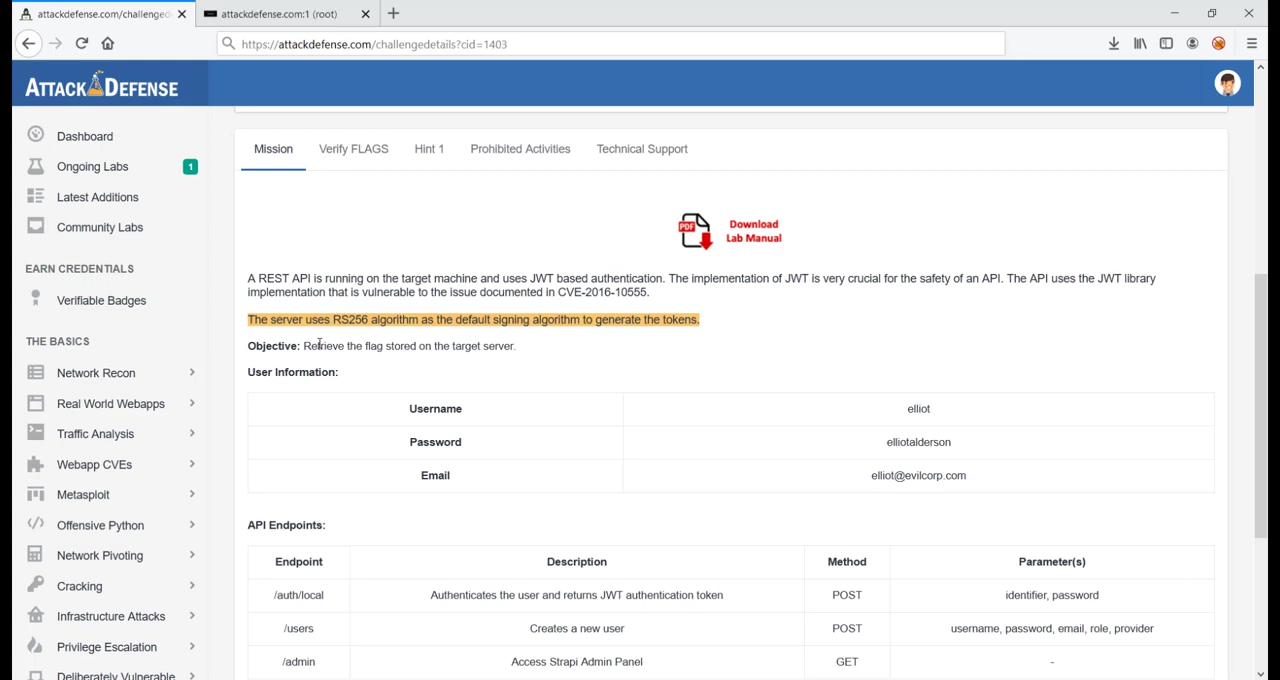 attackdefense.com/challenged
attackdefense.com:1 (root)
https://attackdefense.com/challengedetails?cid=1403
ATTACK DEFENSE
Dashboard
Ongoing Labs 1
Latest Additions
Community Labs
EARN CREDENTIALS
Verifiable Badges
THE BASICS
Network Recon
Real World Webapps
Traffic Analysis
Webapp CVEs
Metasploit
Offensive Python
Network Pivoting
Cracking
Infrastructure Attacks
Privilege Escalation
Deliberately Vulnerable
Mission Verify FLAGS Hint 1 Prohibited Activities Technical Support
PDF
Download
Lab Manual
A REST API is running on the target machine and uses JWT based authentication. The implementation of JWT is very crucial for the safety of an API. The API uses the JWT library
implementation that is vulnerable to the issue documented in CVE-2016-10555.
The server uses RS256 algorithm as the default signing algorithm to generate the tokens.
Objective: Retrieve the flag stored on the target server.
User Information:
Username elliot
Password elliotalderson
Email elliot@evilcorp.com
API Endpoints:
Endpoint Description Method Parameter(s)
/auth/local Authenticates the user and returns JWT authentication token POST identifier, password
/users Creates a new user POST username, password, email, role, provider
/admin Access Strapi Admin Panel GET -